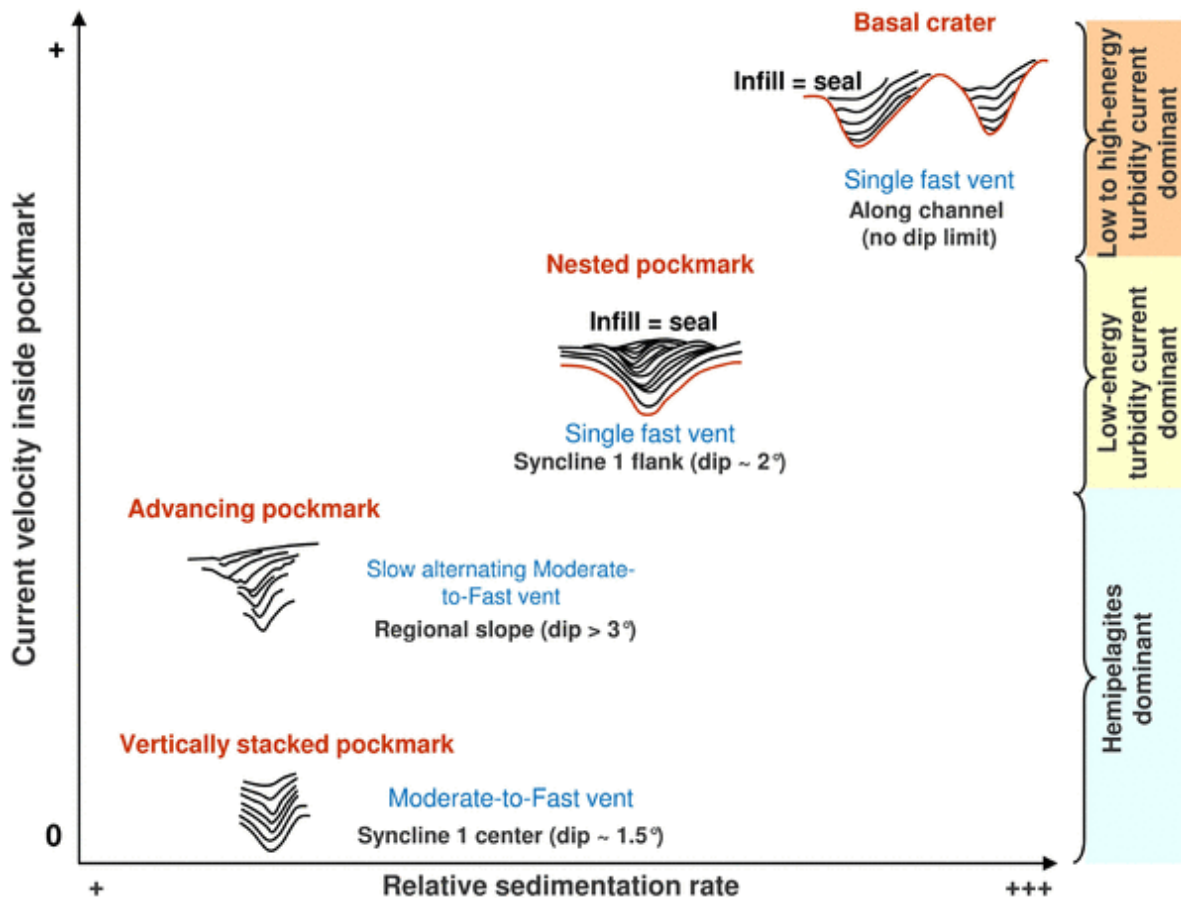 +
Basal crater
Infill = seal
Single fast vent
Along channel
(no dip limit)
Nested pockmark
Infill = seal
Single fast vent
Syncline 1 flank (dip ~ 2°)
Advancing pockmark
Slow alternating Moderate-
to-Fast vent
Regional slope (dip > 3°)
Vertically stacked pockmark
Moderate-to-Fast vent
Syncline 1 center (dip ~ 1.5°)
0
Current velocity inside pockmark
+
Relative sedimentation rate
+++
Low to high-energy
turbidity current
dominant
Low-energy
turbidity current
dominant
Hemipelagites
dominant